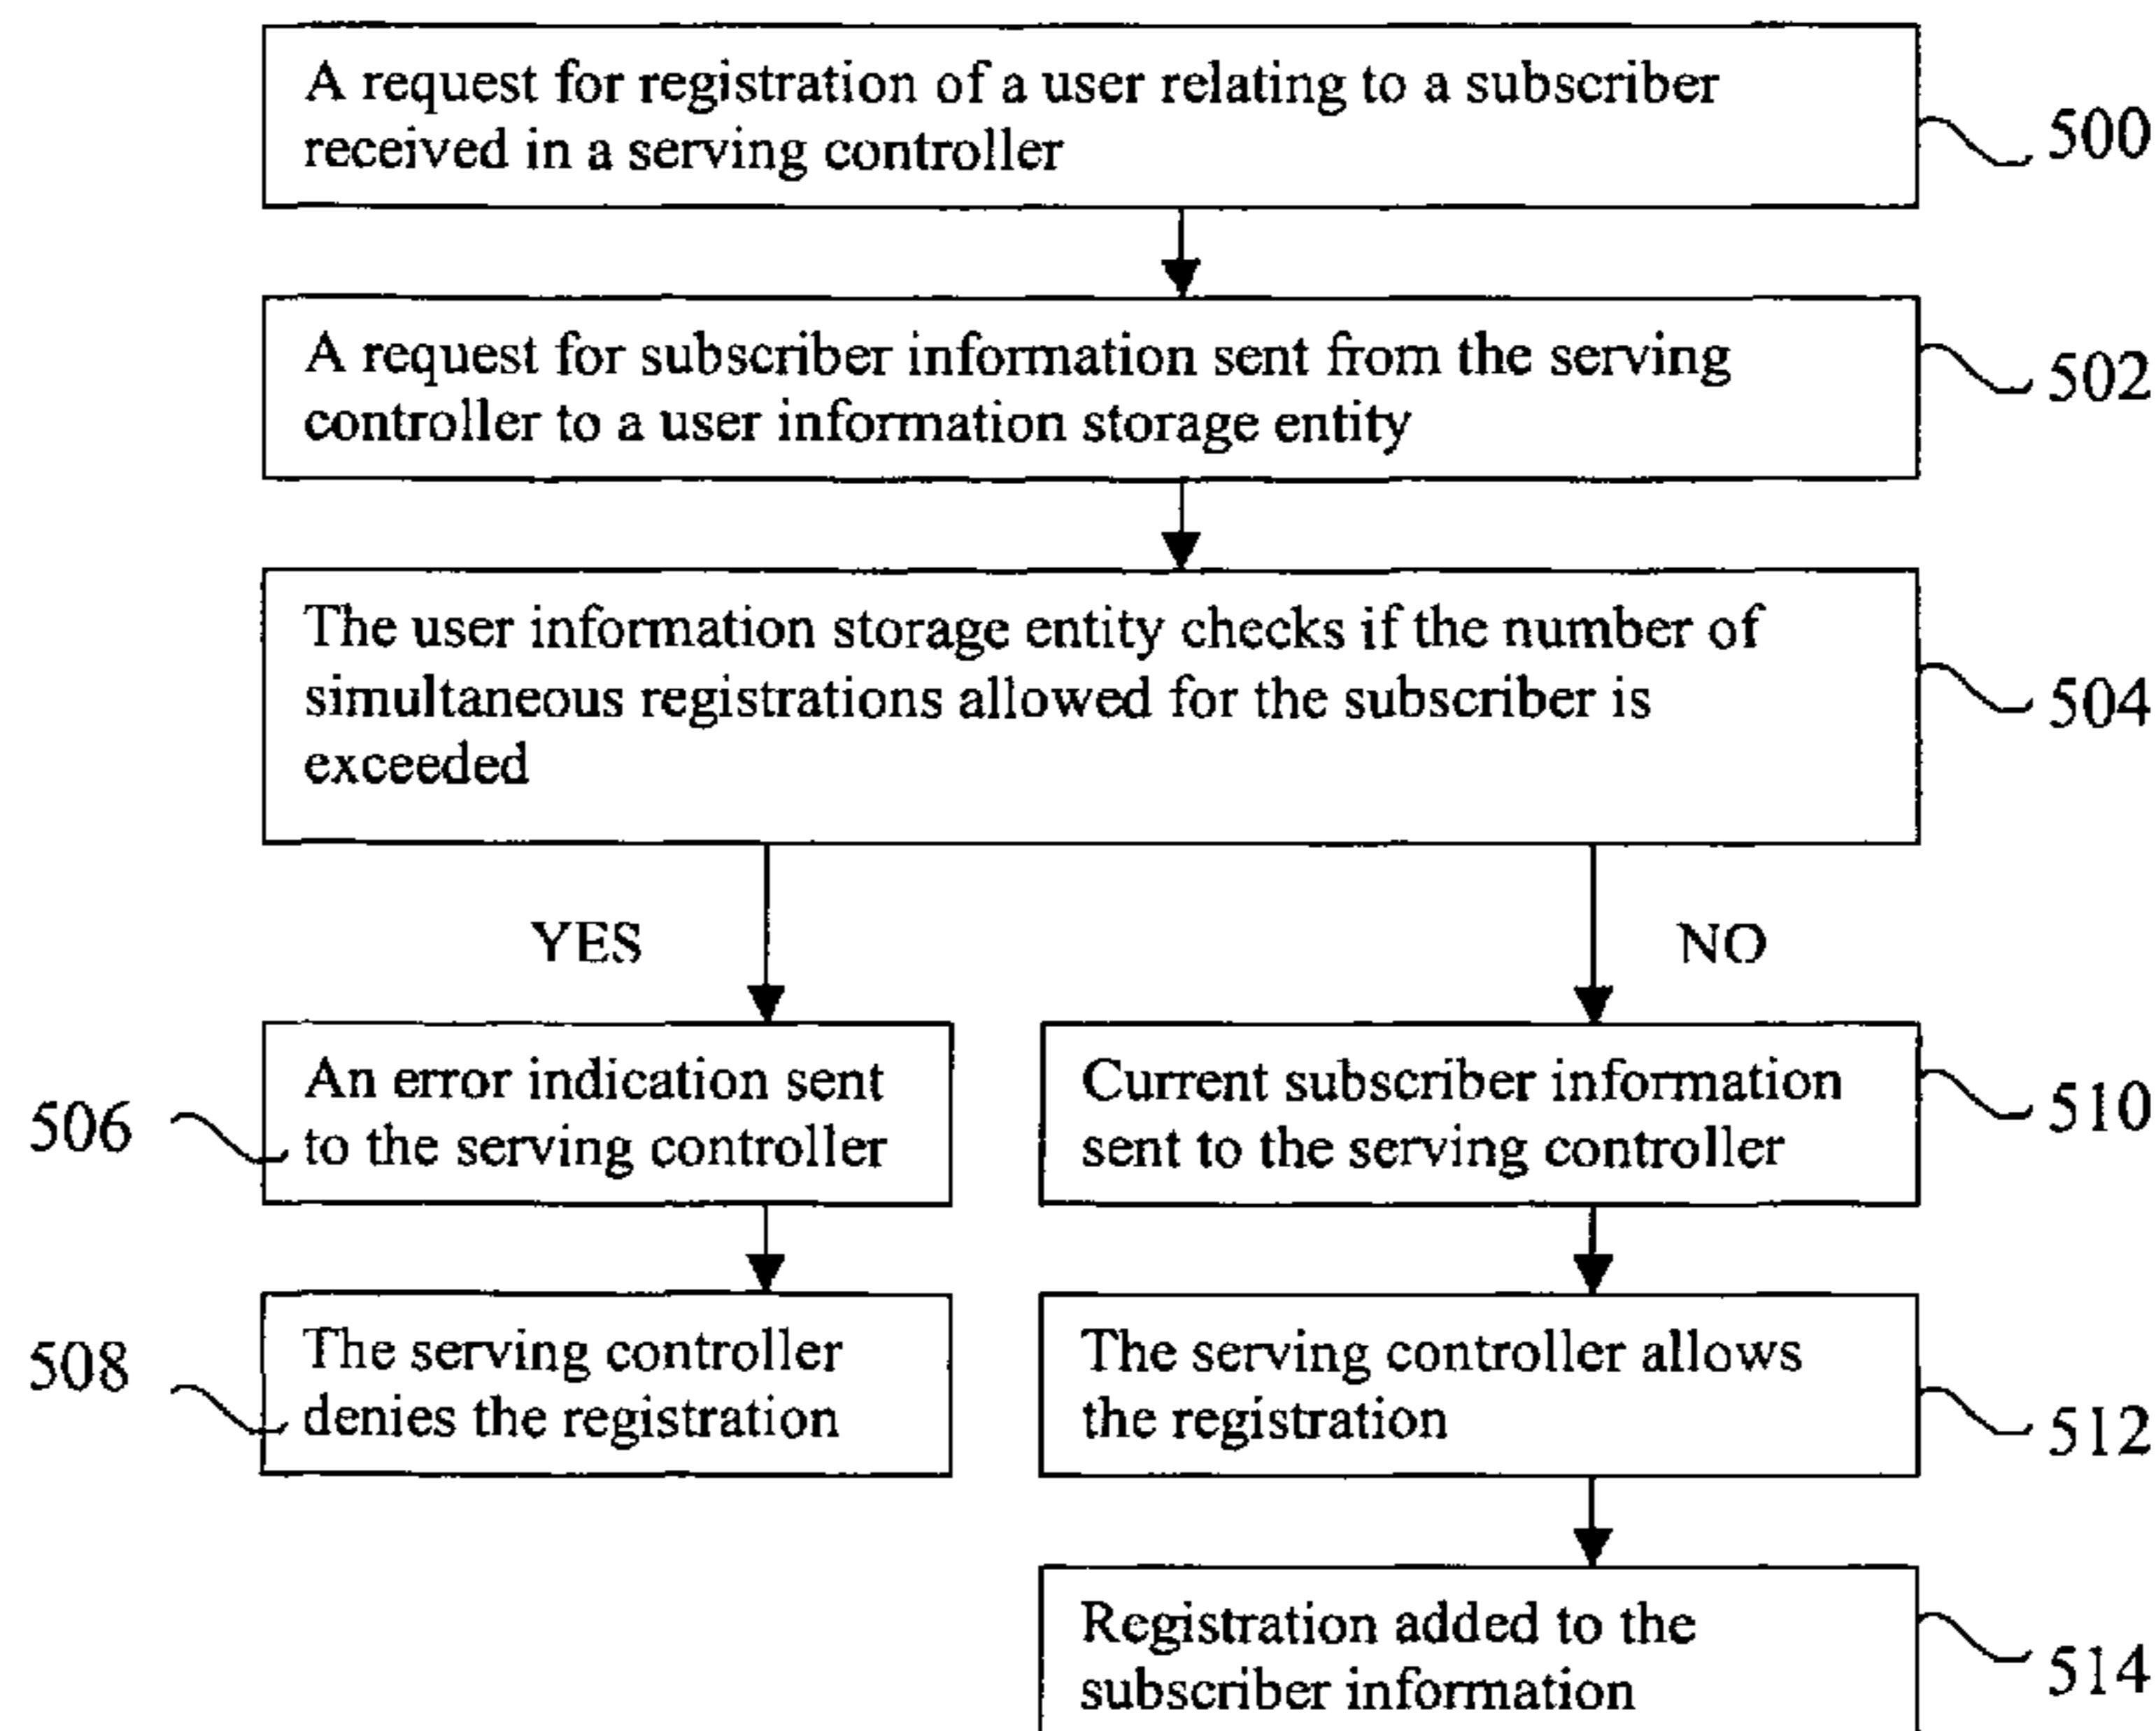 A request for registration of a user relating to a subscriber
received in a serving controller
500
A request for subscriber information sent from the serving
controller to a user information storage entity
502
The user information storage entity checks if the number of
simultaneous registrations allowed for the subscriber is
exceeded
504
YES
NO
506
An error indication sent
to the serving controller
Current subscriber information
sent to the serving controller
510
508
The serving controller
denies the registration
The serving controller allows
the registration
512
Registration added to the
subscriber information
514